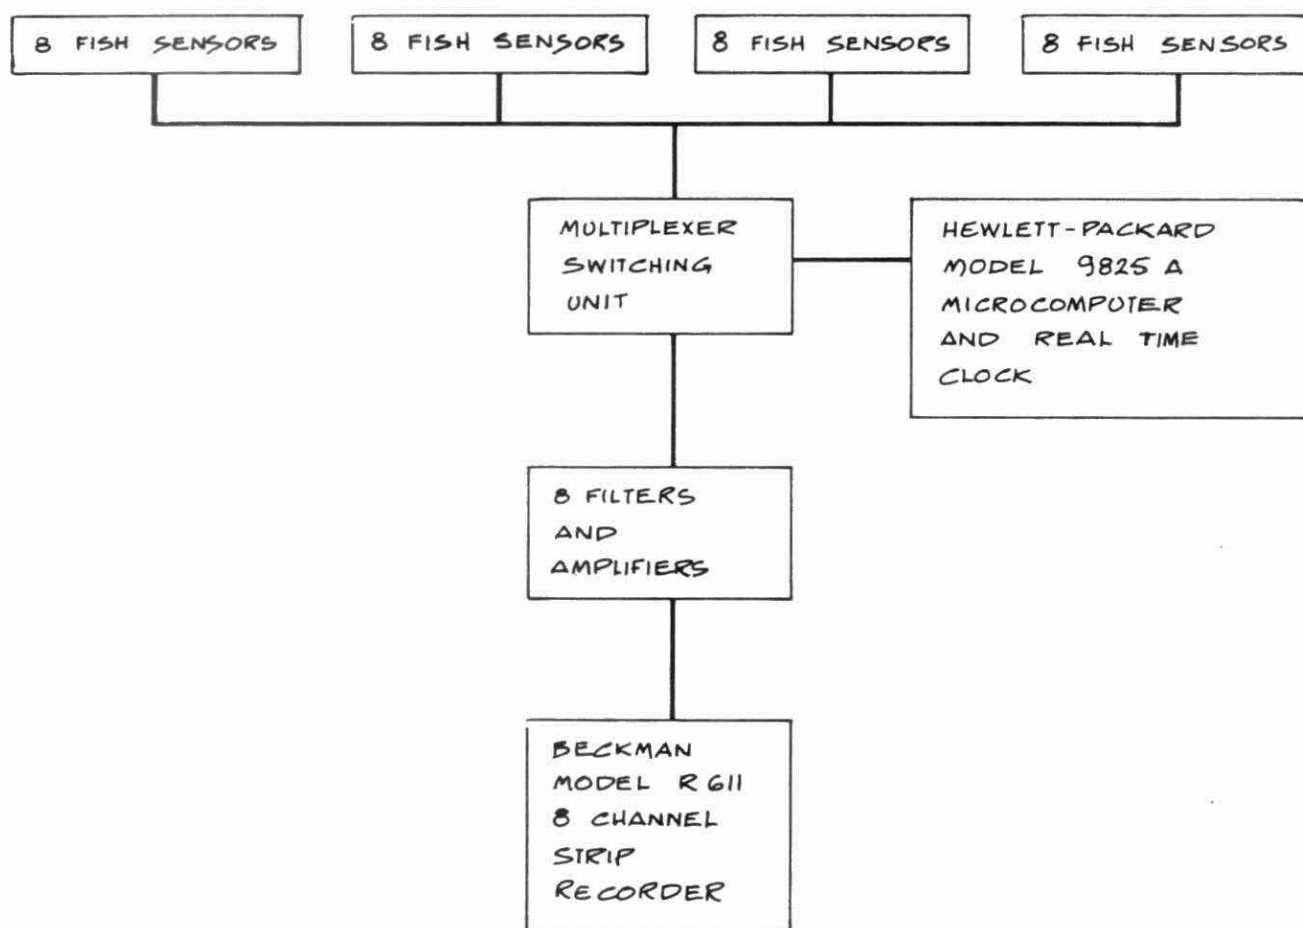 8 FISH SENSORS
8 FISH SENSORS
8 FISH SENSORS
8 FISH SENSORS
MULTIPLEXER
SWITCHING
UNIT
HEWLETT-PACKARD
MODEL 9825 A
MICROCOMPUTER
AND REAL TIME
CLOCK
8 FILTERS
AND
AMPLIFIERS
BECKMAN
MODEL R 611
8 CHANNEL
STRIP
RECORDER